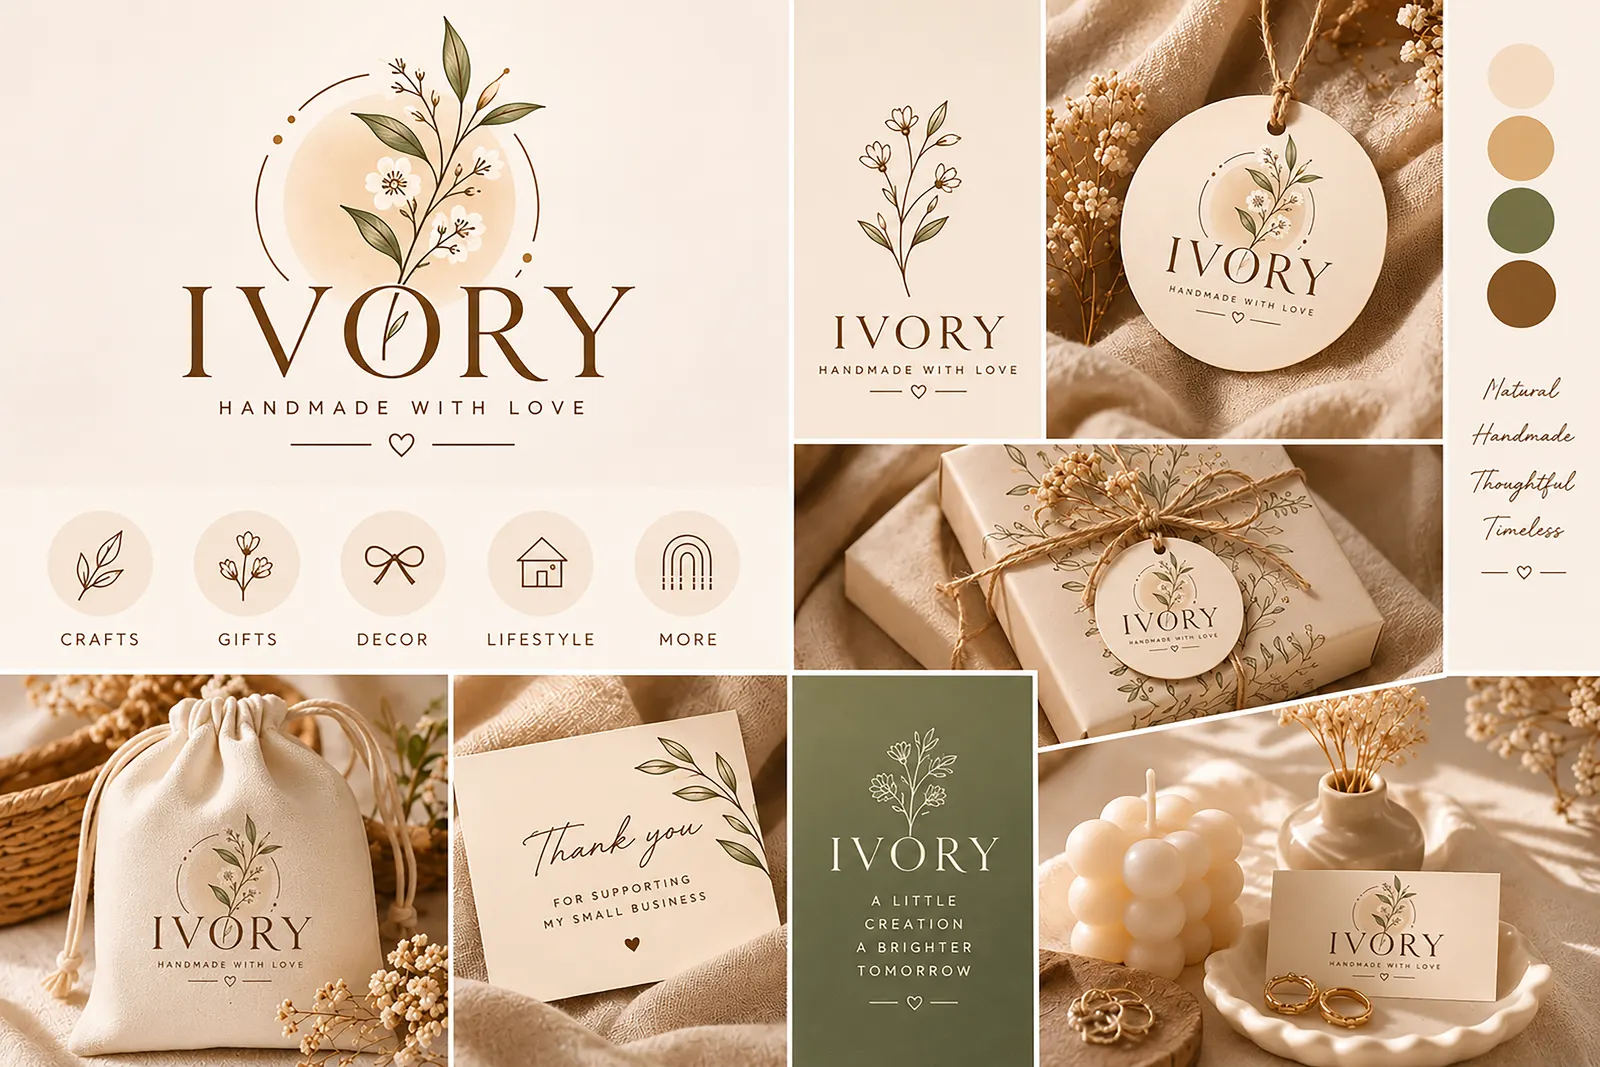 IVORY
HANDMADE WITH LOVE
CRAFTS
GIFTS
DECOR
LIFESTYLE
MORE
IVORY
HANDMADE WITH LOVE
IVORY
HANDMADE WITH LOVE
Matural
Handmade
Thoughtful
Timeless
IVORY
HANDMADE WITH LOVE
IVORY
HANDMADE WITH LOVE
Thank you
FOR SUPPORTING
MY SMALL BUSINESS
IVORY
A LITTLE
CREATION
A BRIGHTER
TOMORROW
IVORY
HANDMADE WITH LOVE